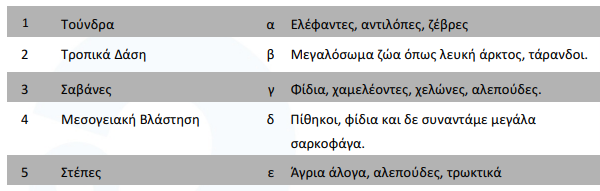 1 Τούνδρα α Ελέφαντες, αντιλόπες, ζέβρες
2 Τροπικά Δάση β Μεγαλόσωμα ζώα όπως λευκή άρκτος, τάρανδοι.
3 Σαβάνες γ Φίδια, χαμελέοντες, χελώνες, αλεπούδες.
4 Μεσογειακή Βλάστηση δ Πίθηκοι, φίδια και δε συναντάμε μεγάλα
σαρκοφάγα.
5 Στέπες ε Άγρια άλογα, αλεπούδες, τρωκτικά